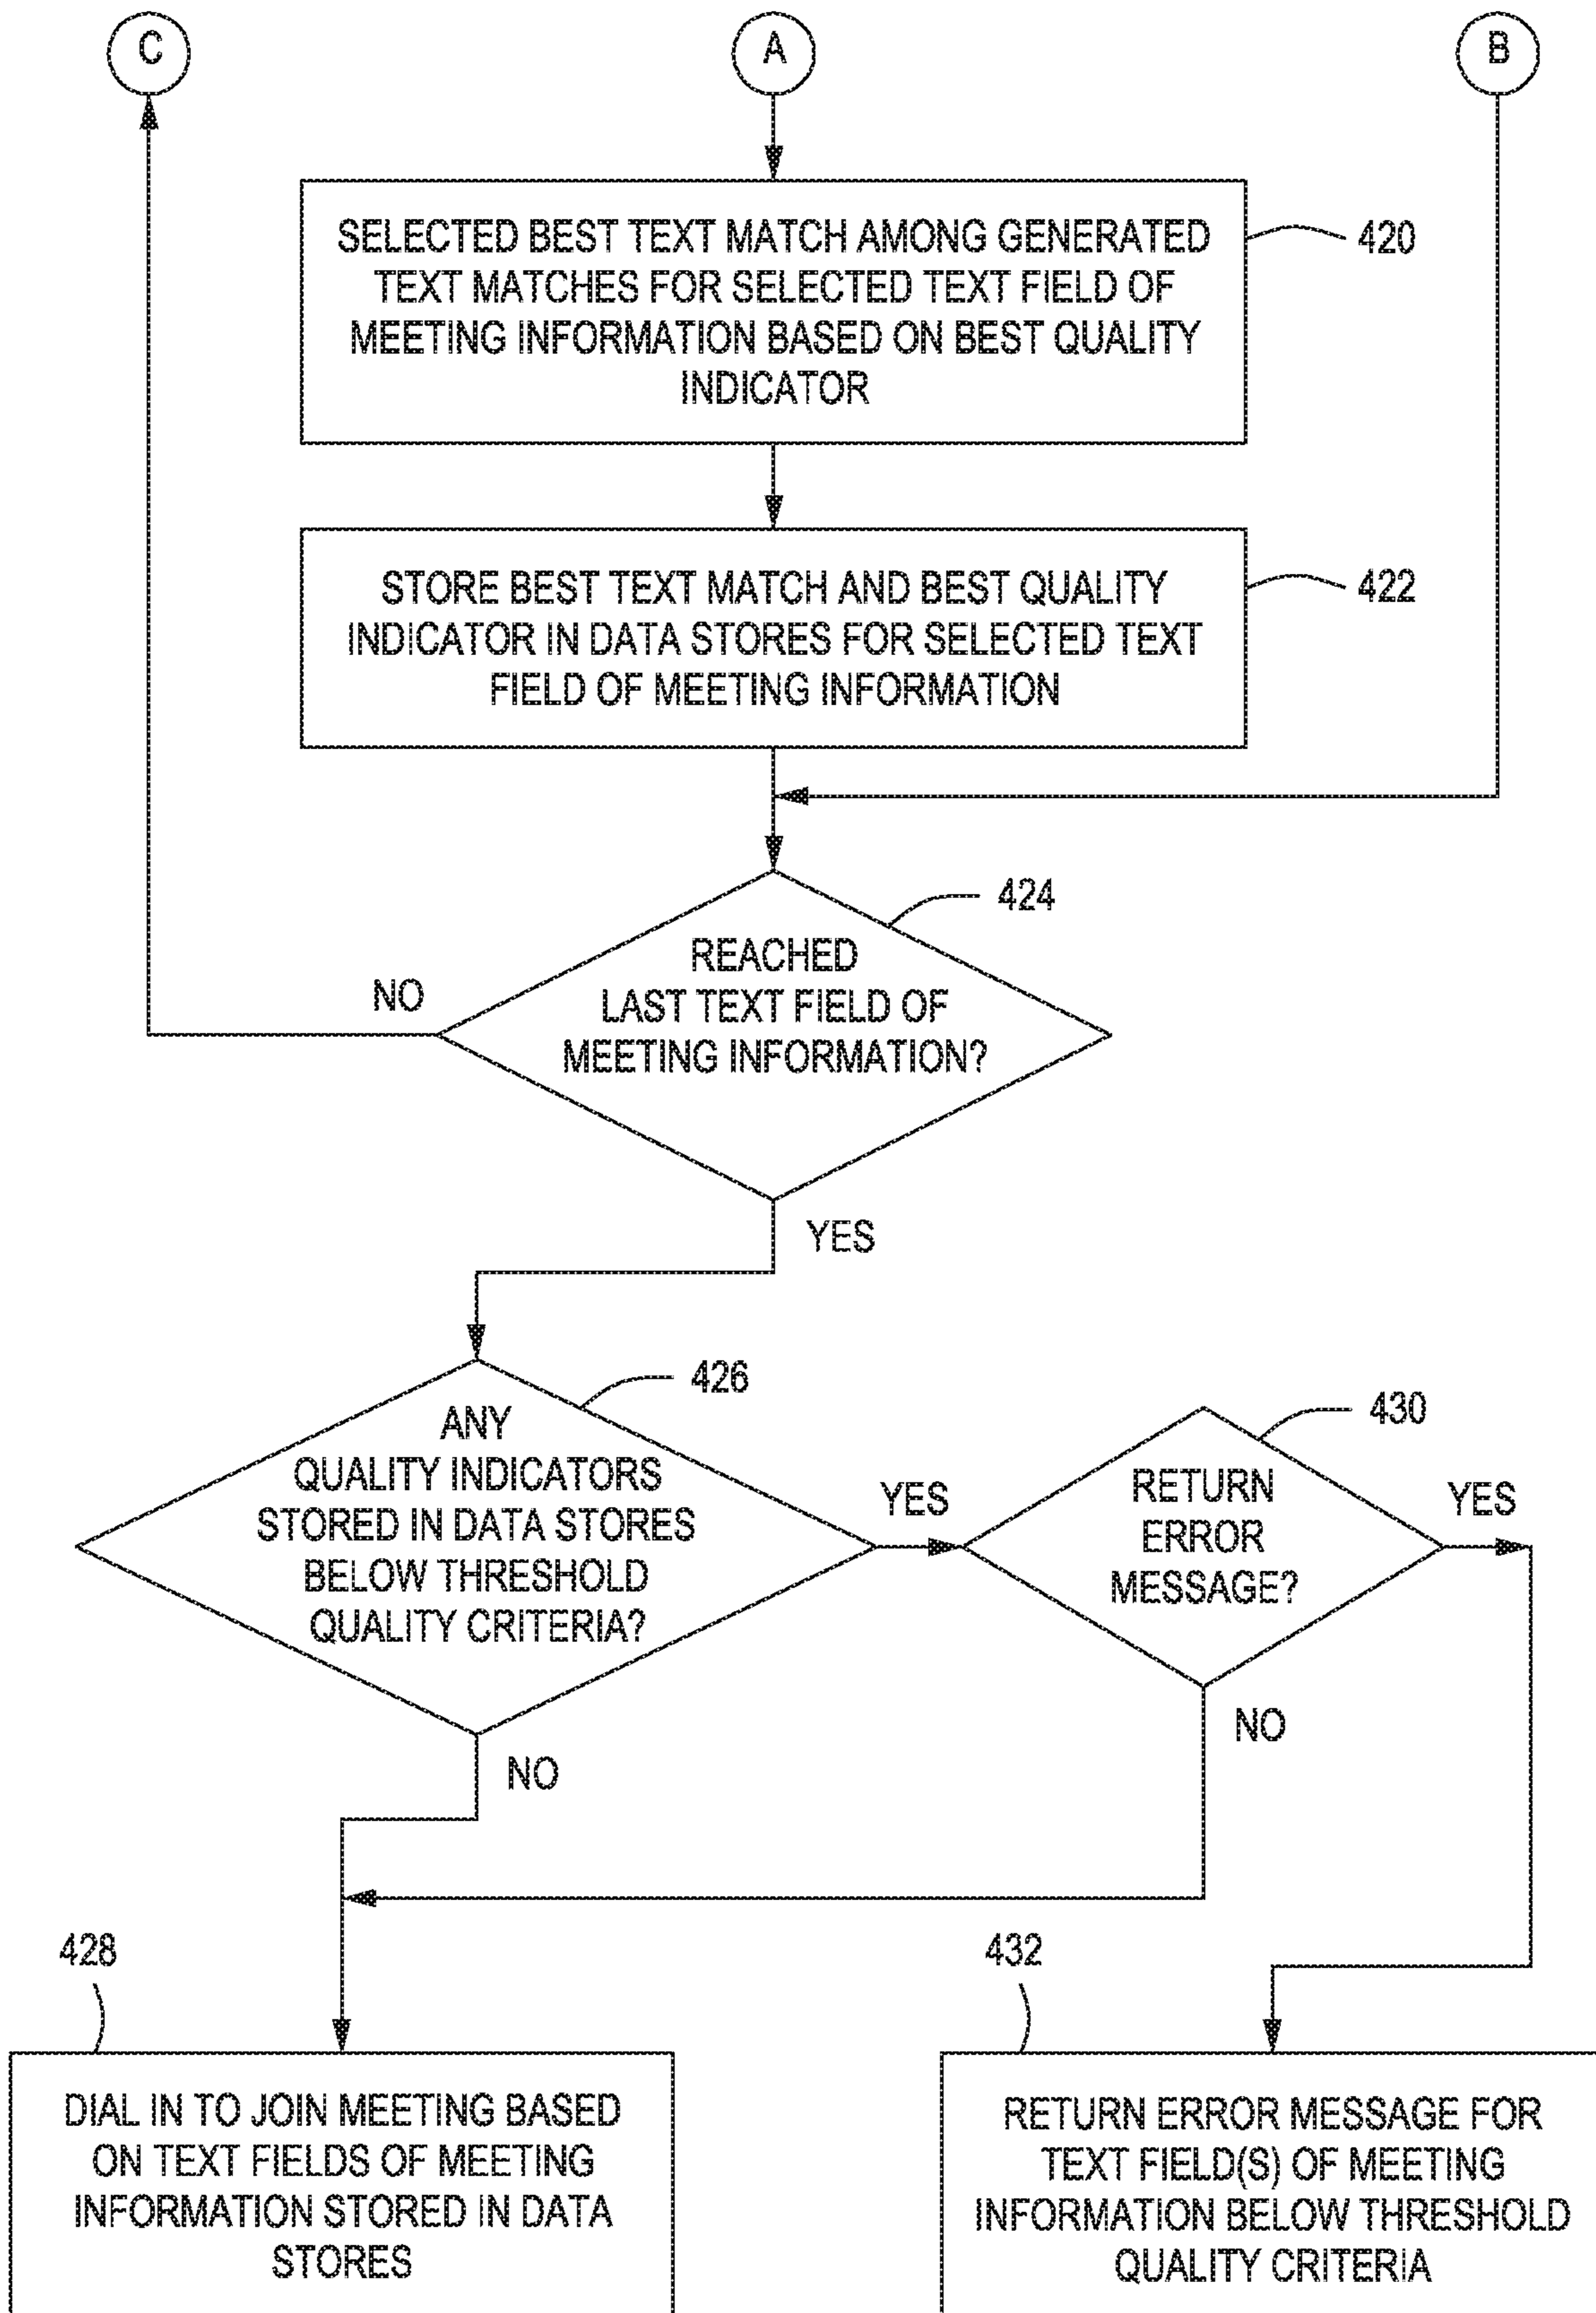 C
A
B
SELECTED BEST TEXT MATCH AMONG GENERATED
TEXT MATCHES FOR SELECTED TEXT FIELD OF
MEETING INFORMATION BASED ON BEST QUALITY
INDICATOR
420
STORE BEST TEXT MATCH AND BEST QUALITY
INDICATOR IN DATA STORES FOR SELECTED TEXT
FIELD OF MEETING INFORMATION
422
424
REACHED
LAST TEXT FIELD OF
MEETING INFORMATION?
NO
YES
426
ANY
QUALITY INDICATORS
STORED IN DATA STORES
BELOW THRESHOLD
QUALITY CRITERIA?
YES
NO
430
RETURN
ERROR
MESSAGE?
YES
NO
428
DIAL IN TO JOIN MEETING BASED
ON TEXT FIELDS OF MEETING
INFORMATION STORED IN DATA
STORES
432
RETURN ERROR MESSAGE FOR
TEXT FIELD(S) OF MEETING
INFORMATION BELOW THRESHOLD
QUALITY CRITERIA